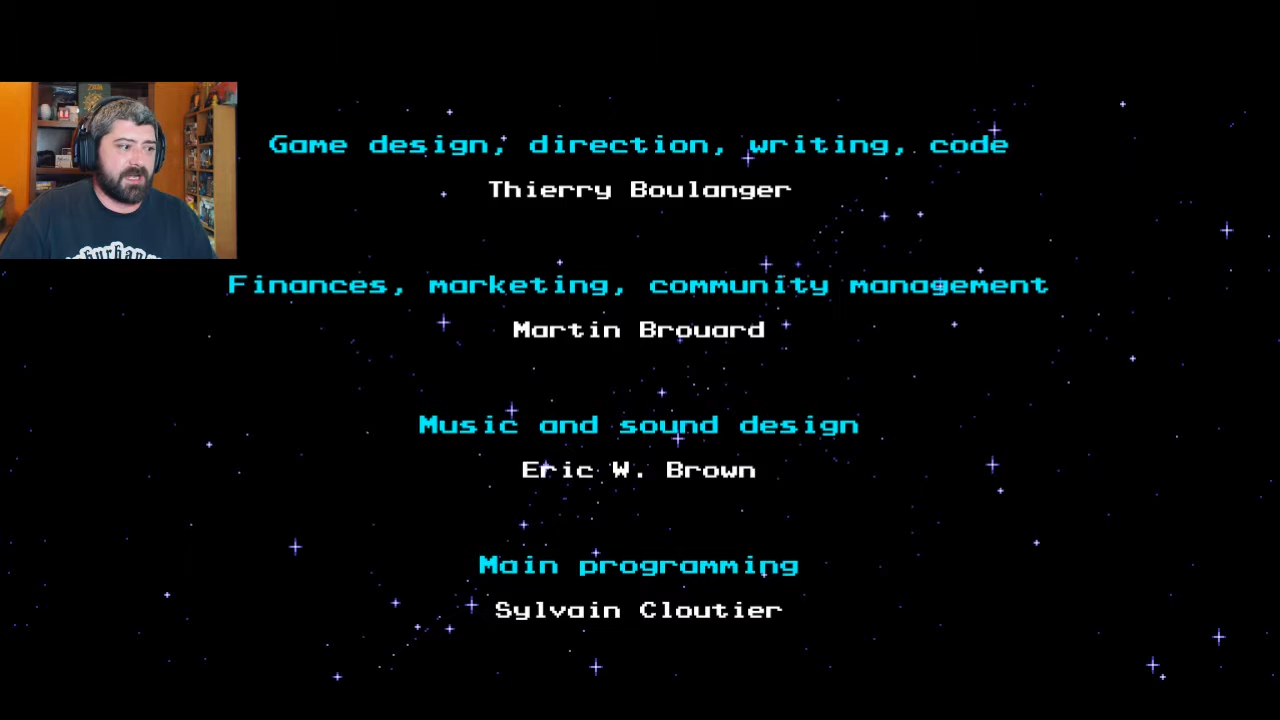 Game design, direction, writing, code
Thierry Boulanger
Finances, marketing, community management
Martin Brouard
Music and sound design
Eric W. Brown
Main programming
Sylvain Cloutier